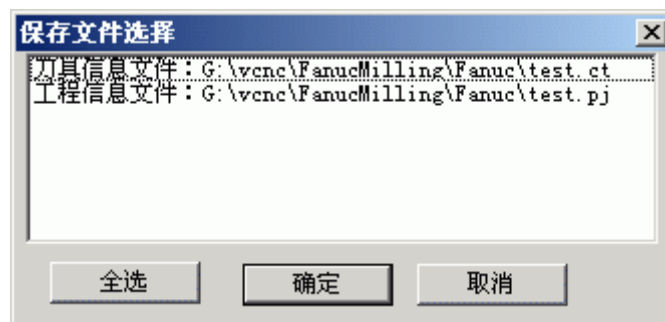 保存文件选择
刀具信息文件：G:\vcnc\FanucMilling\Fanuc\test.ct
工程信息文件：G:\vcnc\FanucMilling\Fanuc\test.pj
全选
确定
取消